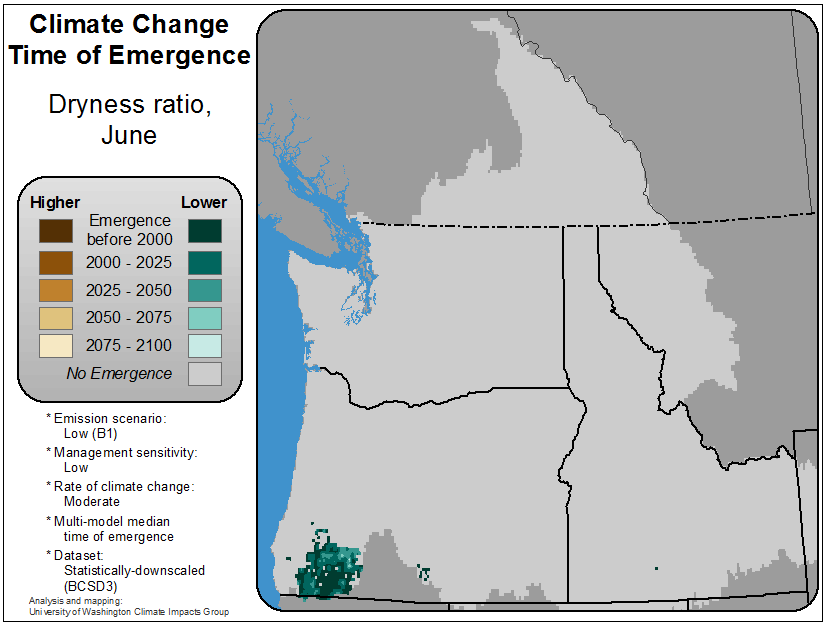 Climate Change
Time of Emergence
Dryness ratio,
June
Higher Lower
Emergence
before 2000
2000 - 2025
2025 - 2050
2050 - 2075
2075 - 2100
No Emergence
* Emission scenario:
Low (B1)
* Management sensitivity:
Low
* Rate of climate change:
Moderate
* Multi-model median
time of emergence
* Dataset:
Statistically-downscaled
(BCSD3)
Analysis and mapping:
University of Washington Climate Impacts Group